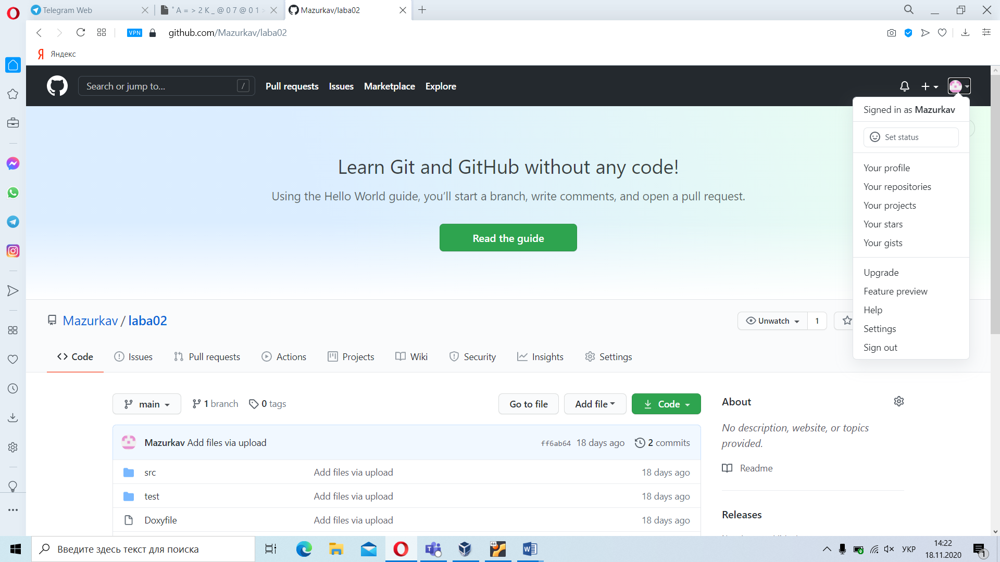 Telegram Web
° A = > 2 K _ @ 0 7 @ 0 1 >
Mazurkav/laba02
VPN
github.com/Mazurkav/laba02
Я Яндекс
Search or jump to...
/
Pull requests
Issues
Marketplace
Explore
Signed in as Mazurkav
Set status
Your profile
Your repositories
Your projects
Your stars
Your gists
Upgrade
Feature preview
Help
Settings
Sign out
Learn Git and GitHub without any code!
Using the Hello World guide, you’ll start a branch, write comments, and open a pull request.
Read the guide
Mazurkav / laba02
Unwatch
1
Code
Issues
Pull requests
Actions
Projects
Wiki
Security
Insights
Settings
main
1 branch
0 tags
Go to file
Add file
Code
Mazurkav Add files via upload
ff6ab64
18 days ago
2 commits
src
Add files via upload
18 days ago
test
Add files via upload
18 days ago
Doxyfile
Add files via upload
18 days ago
About
No description, website, or topics
provided.
Readme
Releases
Введите здесь текст для поиска
64
УКР
14:22
18.11.2020
1